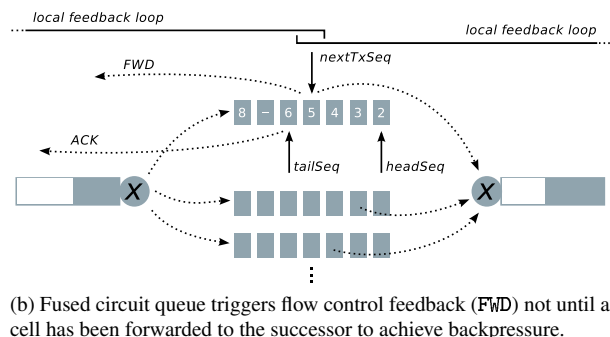 local feedback loop
local feedback loop
FWD
nextTxSeq
8 – 6 5 4 3 2
ACK
tailSeq
headSeq
X
X
(b) Fused circuit queue triggers flow control feedback (FWD) not until a
cell has been forwarded to the successor to achieve backpressure.